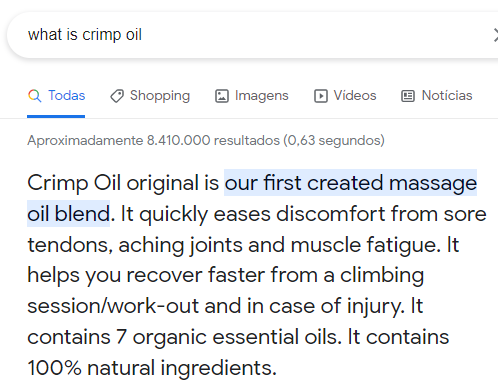 what is crimp oil
Todas Shopping Imagens Vídeos Notícias
Aproximadamente 8.410.000 resultados (0,63 segundos)
Crimp Oil original is our first created massage
oil blend. It quickly eases discomfort from sore
tendons, aching joints and muscle fatigue. It
helps you recover faster from a climbing
session/work-out and in case of injury. It
contains 7 organic essential oils. It contains
100% natural ingredients.